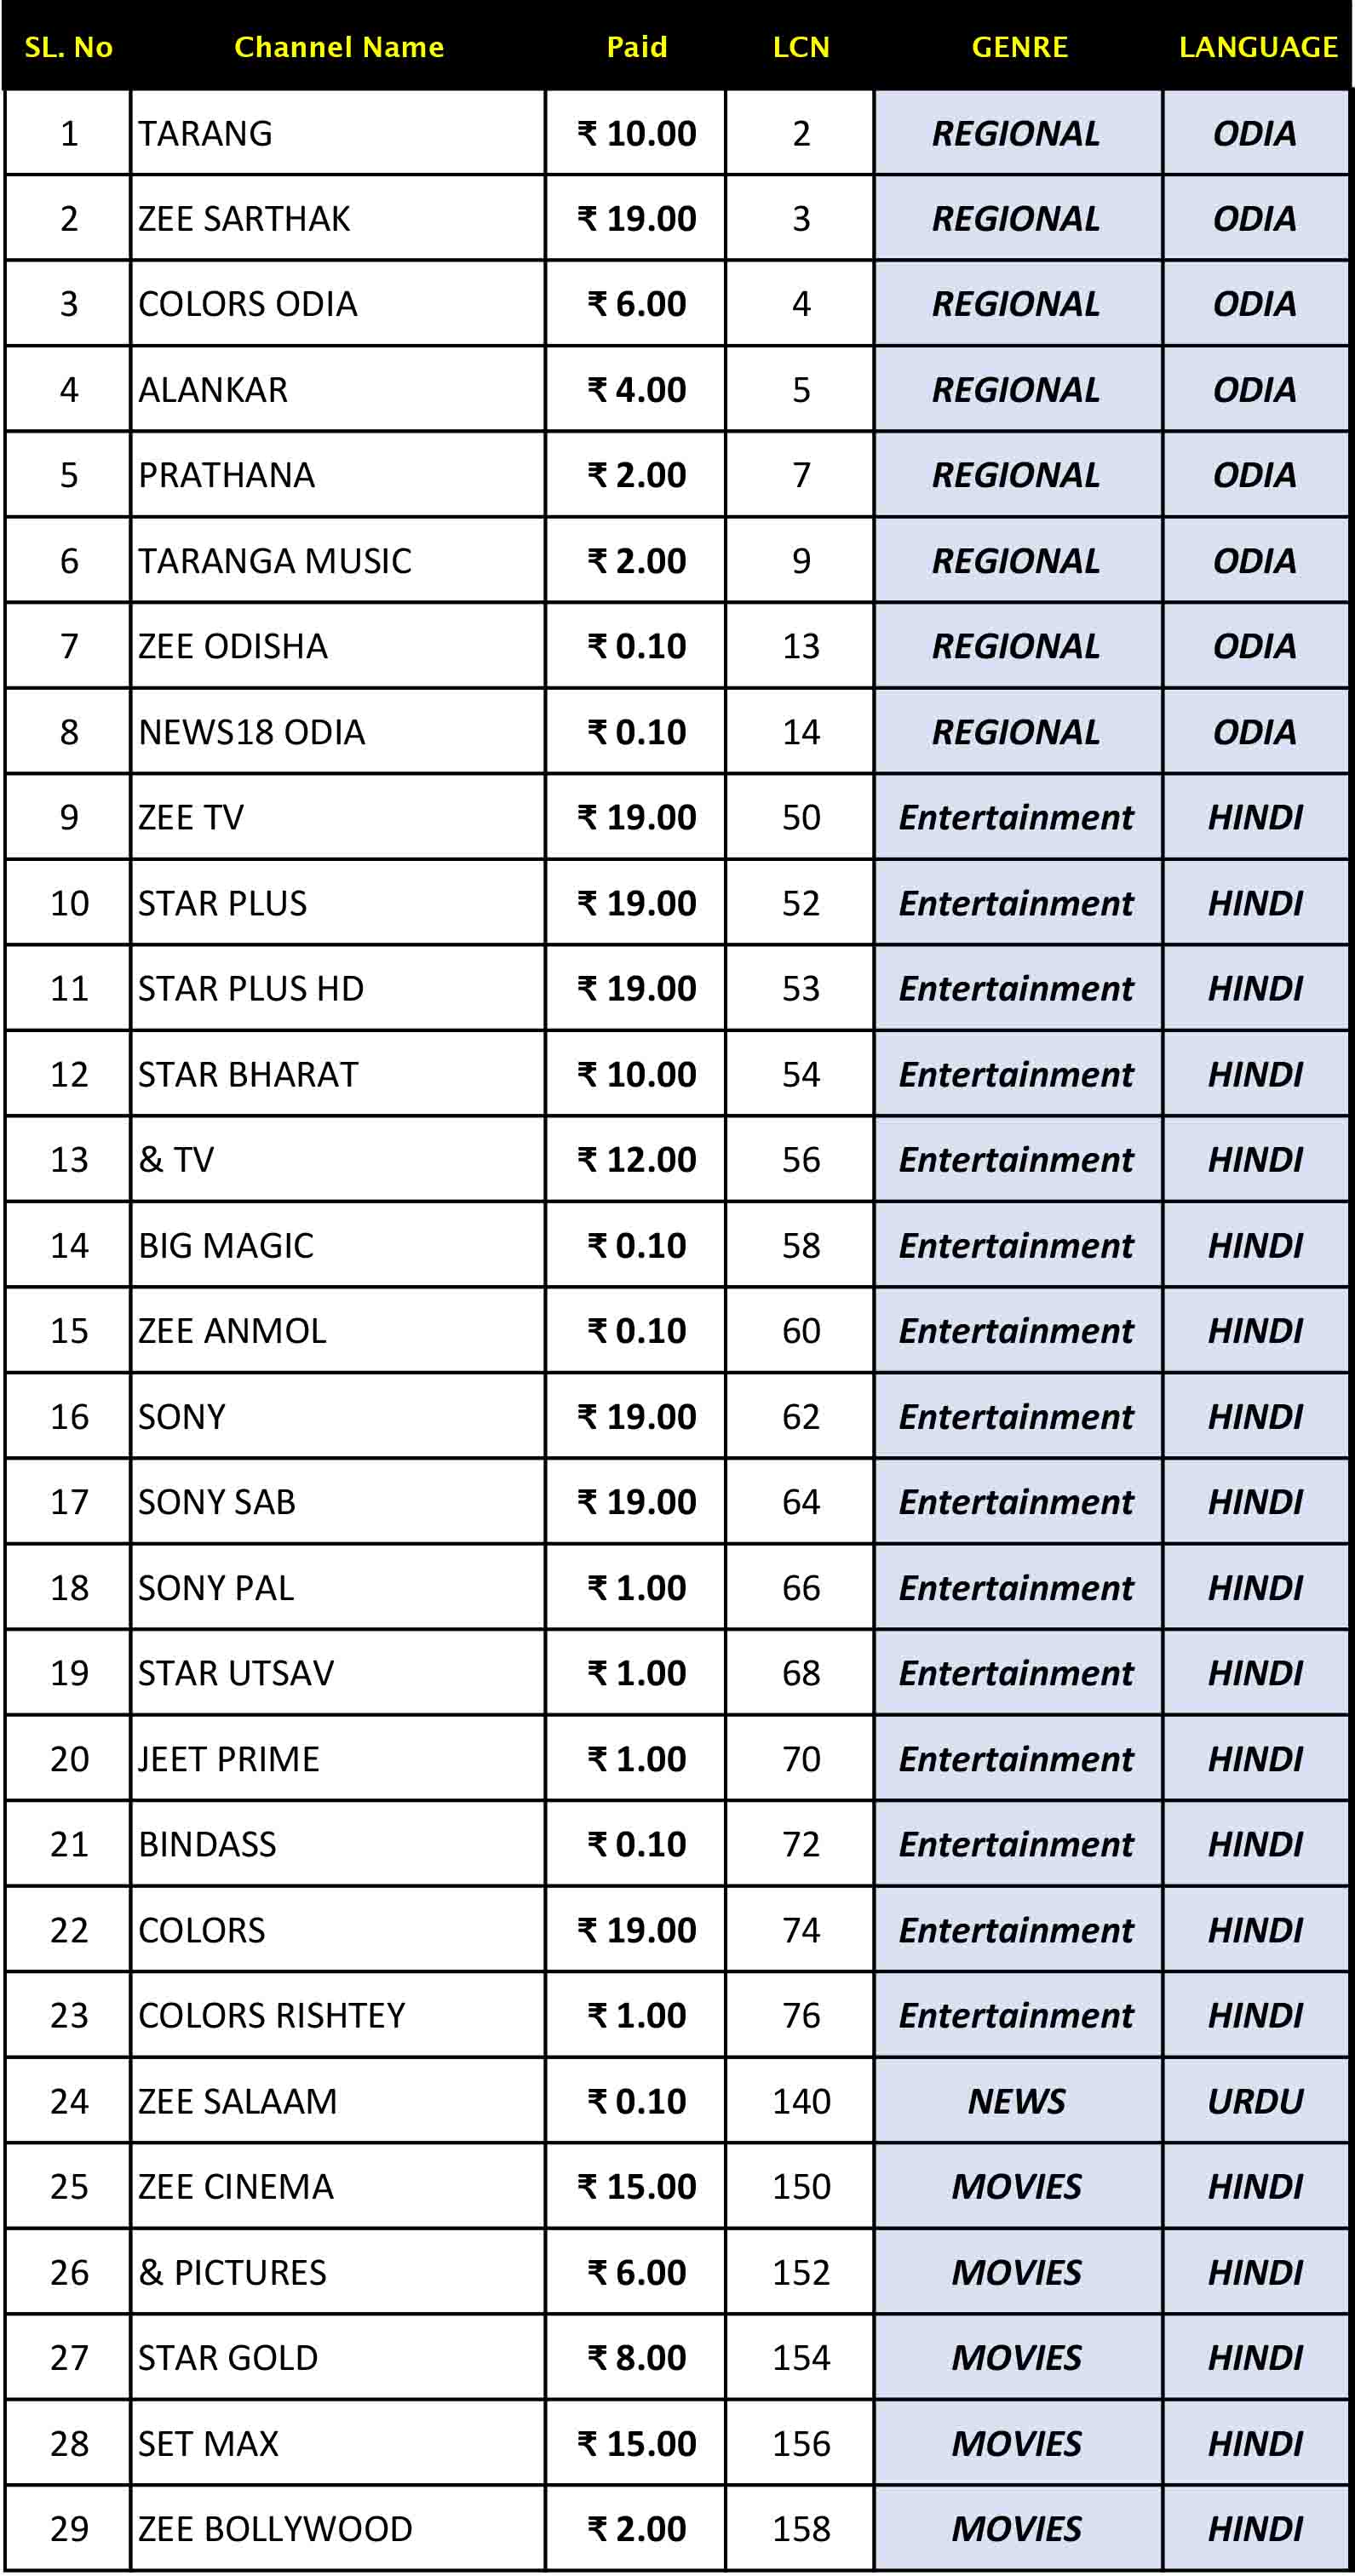 SL. No Channel Name Paid LCN GENRE LANGUAGE
1 TARANG ₹ 10.00 2 REGIONAL ODIA
2 ZEE SARTHAK ₹ 19.00 3 REGIONAL ODIA
3 COLORS ODIA ₹ 6.00 4 REGIONAL ODIA
4 ALANKAR ₹ 4.00 5 REGIONAL ODIA
5 PRATHANA ₹ 2.00 7 REGIONAL ODIA
6 TARANGA MUSIC ₹ 2.00 9 REGIONAL ODIA
7 ZEE ODISHA ₹ 0.10 13 REGIONAL ODIA
8 NEWS18 ODIA ₹ 0.10 14 REGIONAL ODIA
9 ZEE TV ₹ 19.00 50 Entertainment HINDI
10 STAR PLUS ₹ 19.00 52 Entertainment HINDI
11 STAR PLUS HD ₹ 19.00 53 Entertainment HINDI
12 STAR BHARAT ₹ 10.00 54 Entertainment HINDI
13 & TV ₹ 12.00 56 Entertainment HINDI
14 BIG MAGIC ₹ 0.10 58 Entertainment HINDI
15 ZEE ANMOL ₹ 0.10 60 Entertainment HINDI
16 SONY ₹ 19.00 62 Entertainment HINDI
17 SONY SAB ₹ 19.00 64 Entertainment HINDI
18 SONY PAL ₹ 1.00 66 Entertainment HINDI
19 STAR UTSAV ₹ 1.00 68 Entertainment HINDI
20 JEET PRIME ₹ 1.00 70 Entertainment HINDI
21 BINDASS ₹ 0.10 72 Entertainment HINDI
22 COLORS ₹ 19.00 74 Entertainment HINDI
23 COLORS RISHTEY ₹ 1.00 76 Entertainment HINDI
24 ZEE SALAAM ₹ 0.10 140 NEWS URDU
25 ZEE CINEMA ₹ 15.00 150 MOVIES HINDI
26 & PICTURES ₹ 6.00 152 MOVIES HINDI
27 STAR GOLD ₹ 8.00 154 MOVIES HINDI
28 SET MAX ₹ 15.00 156 MOVIES HINDI
29 ZEE BOLLYWOOD ₹ 2.00 158 MOVIES HINDI